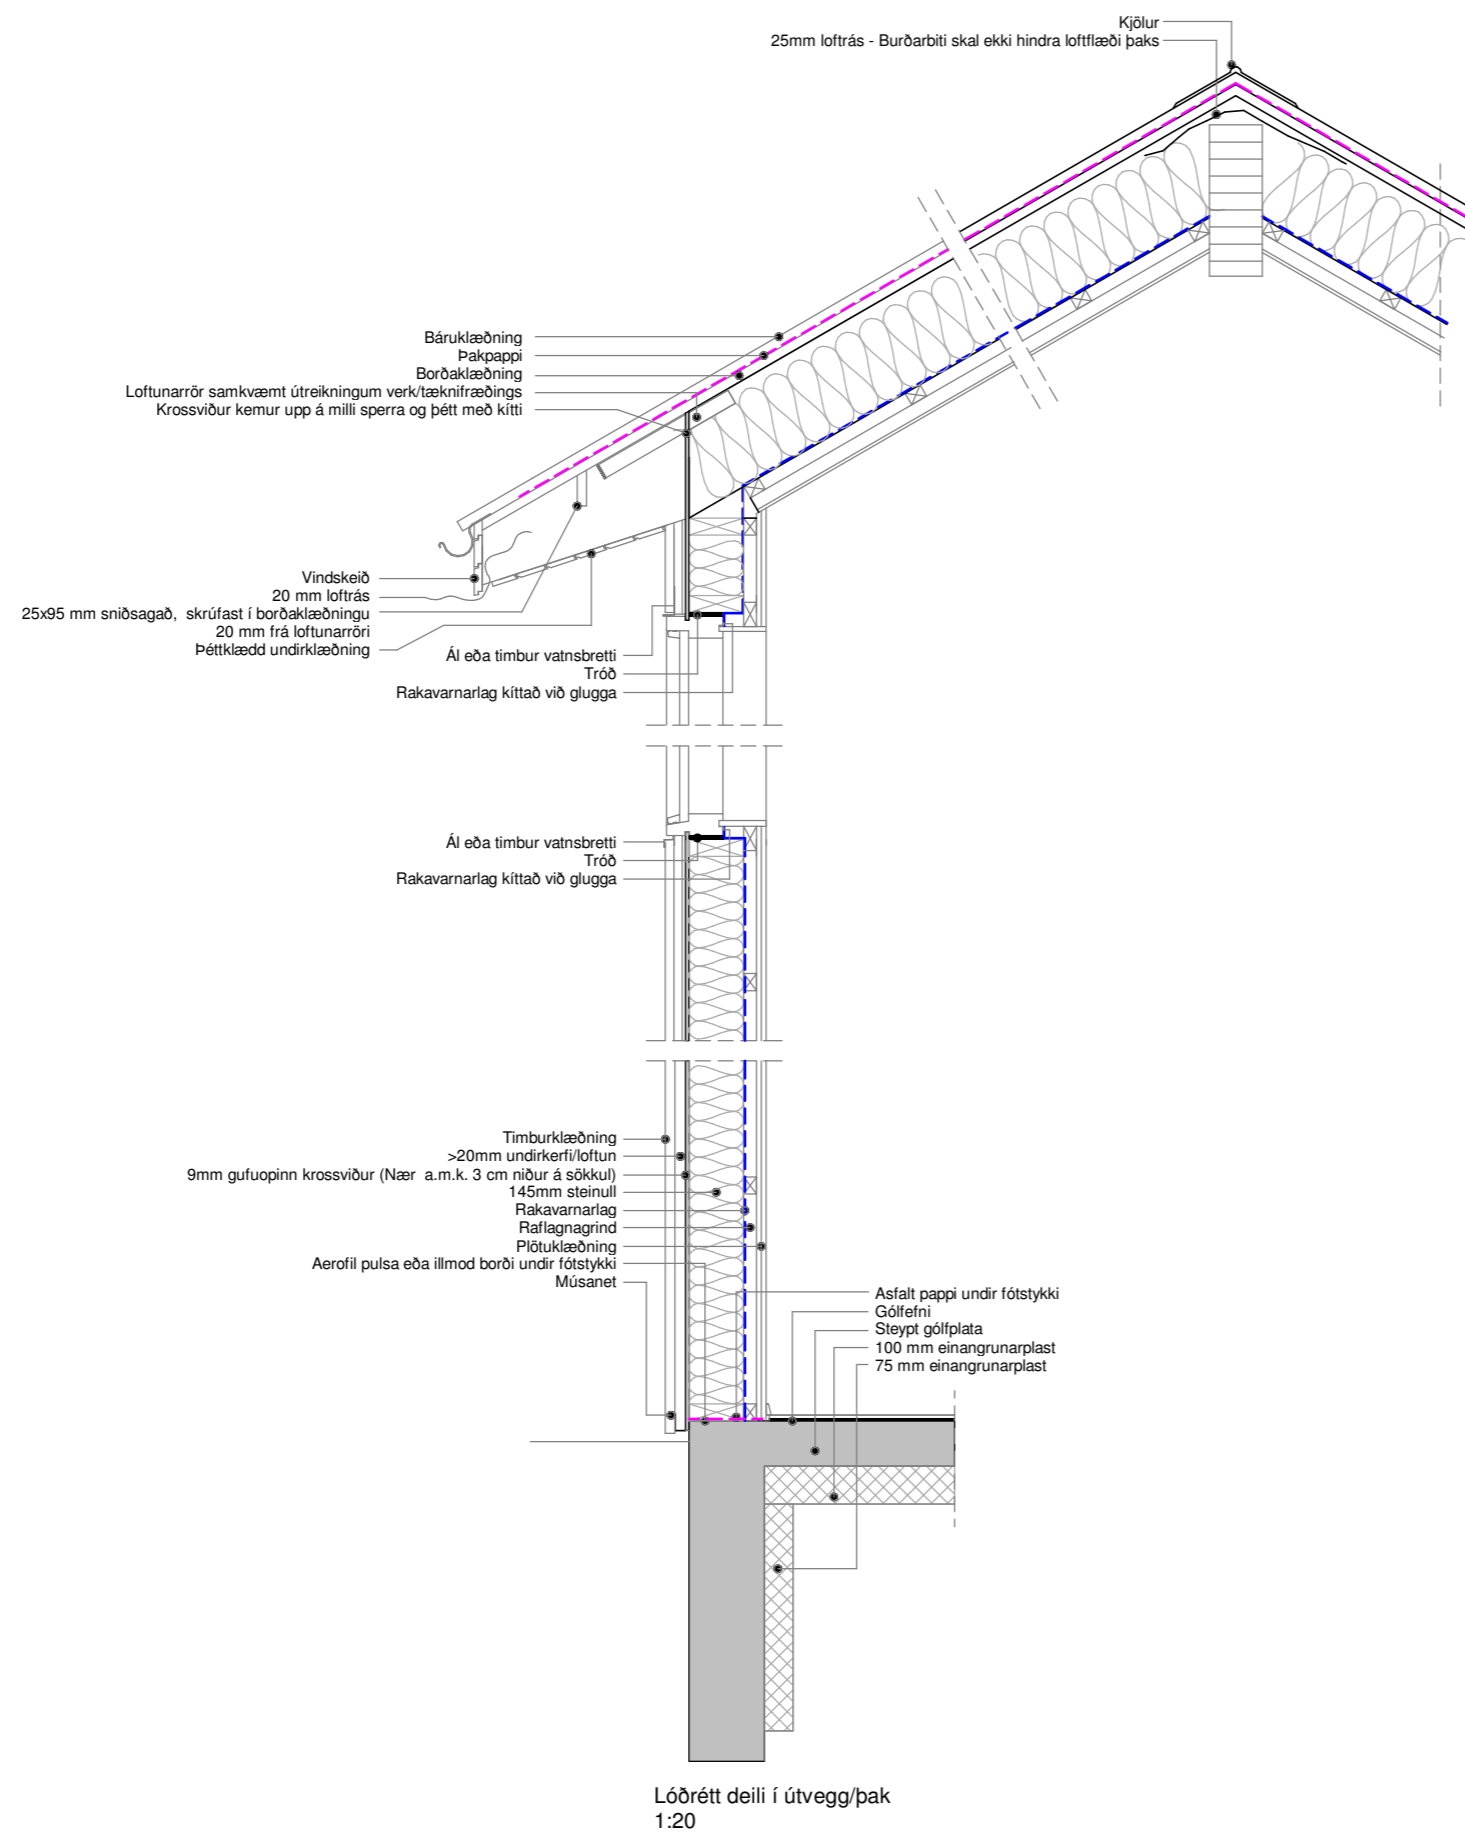 Kjölur
25mm loftrás - Burðarbiti skal ekki hindra loftflæði þaks
Báruklæðning
Þakpappi
Borðaklæðning
Loftunarrör samkvæmt útreikningum verk/tæknifræðings
Krossviður kemur upp á milli sperra og þétt með kítti
Vindskeið
20 mm loftrás
25x95 mm sniðsagað, skrúfast í borðaklæðningu
20 mm frá loftunarröri
Þéttklædd undirklæðning
Ál eða timbur vatnsbretti
Tróð
Rakavarnarlag kíttað við glugga
Ál eða timbur vatnsbretti
Tróð
Rakavarnarlag kíttað við glugga
Timburklæðning
>20mm undirkerfi/loftun
9mm gufuopinn krossviður (Nær a.m.k. 3 cm niður á sökkul)
145mm steinull
Rakavarnarlag
Raflagnagrind
Plötuklæðning
Aerofil pulsa eða illmod borði undir fótstykki
Músanet
Asfalt pappi undir fótstykki
Gólfefni
Steypt gólfplata
100 mm einangrunarplast
75 mm einangrunarplast
Lóðrétt deili í útvegg/þak
1:20